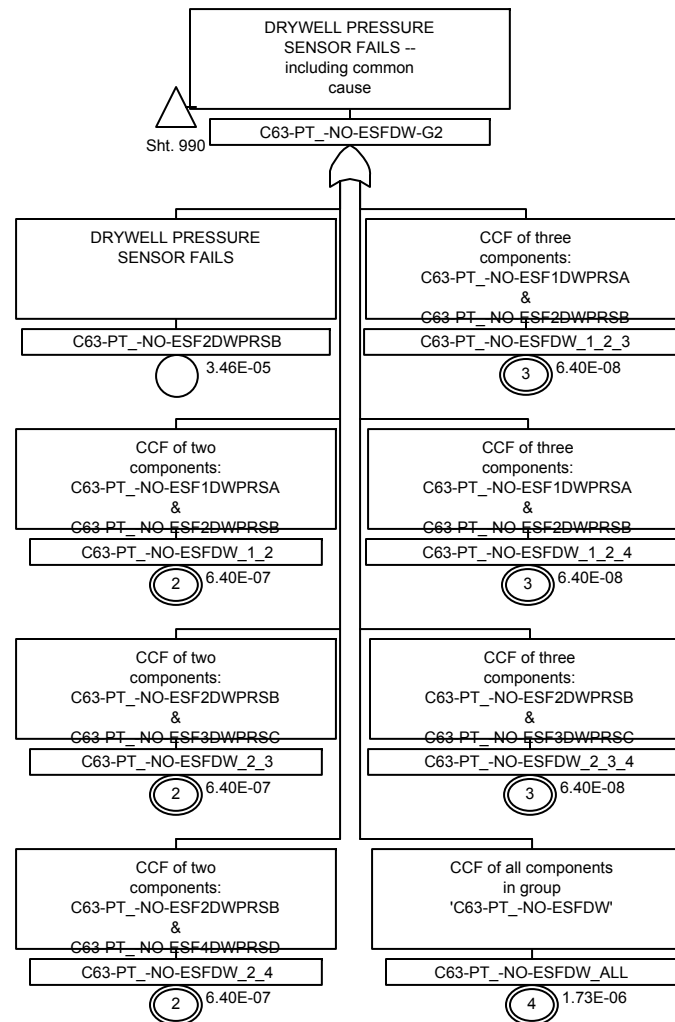 DRYWELL PRESSURE
SENSOR FAILS --
including common
cause
Sht. 990
C63-PT_-NO-ESFDW-G2
DRYWELL PRESSURE
SENSOR FAILS
C63-PT_-NO-ESF2DWPRSB
3.46E-05
CCF of three
components:
C63-PT_-NO-ESF1DWPRSA
&
C63-PT_-NO-ESF2DWPRSB
C63-PT_-NO-ESFDW_1_2_3
3
6.40E-08
CCF of two
components:
C63-PT_-NO-ESF1DWPRSA
&
C63-PT_-NO-ESF2DWPRSB
C63-PT_-NO-ESFDW_1_2
2
6.40E-07
CCF of three
components:
C63-PT_-NO-ESF1DWPRSA
&
C63-PT_-NO-ESF2DWPRSB
C63-PT_-NO-ESFDW_1_2_4
3
6.40E-08
CCF of two
components:
C63-PT_-NO-ESF2DWPRSB
&
C63-PT_-NO-ESF3DWPRSC
C63-PT_-NO-ESFDW_2_3
2
6.40E-07
CCF of three
components:
C63-PT_-NO-ESF2DWPRSB
&
C63-PT_-NO-ESF3DWPRSC
C63-PT_-NO-ESFDW_2_3_4
3
6.40E-08
CCF of two
components:
C63-PT_-NO-ESF2DWPRSB
&
C63-PT_-NO-ESF4DWPRSD
C63-PT_-NO-ESFDW_2_4
2
6.40E-07
CCF of all components
in group
'C63-PT_-NO-ESFDW'
C63-PT_-NO-ESFDW_ALL
4
1.73E-06